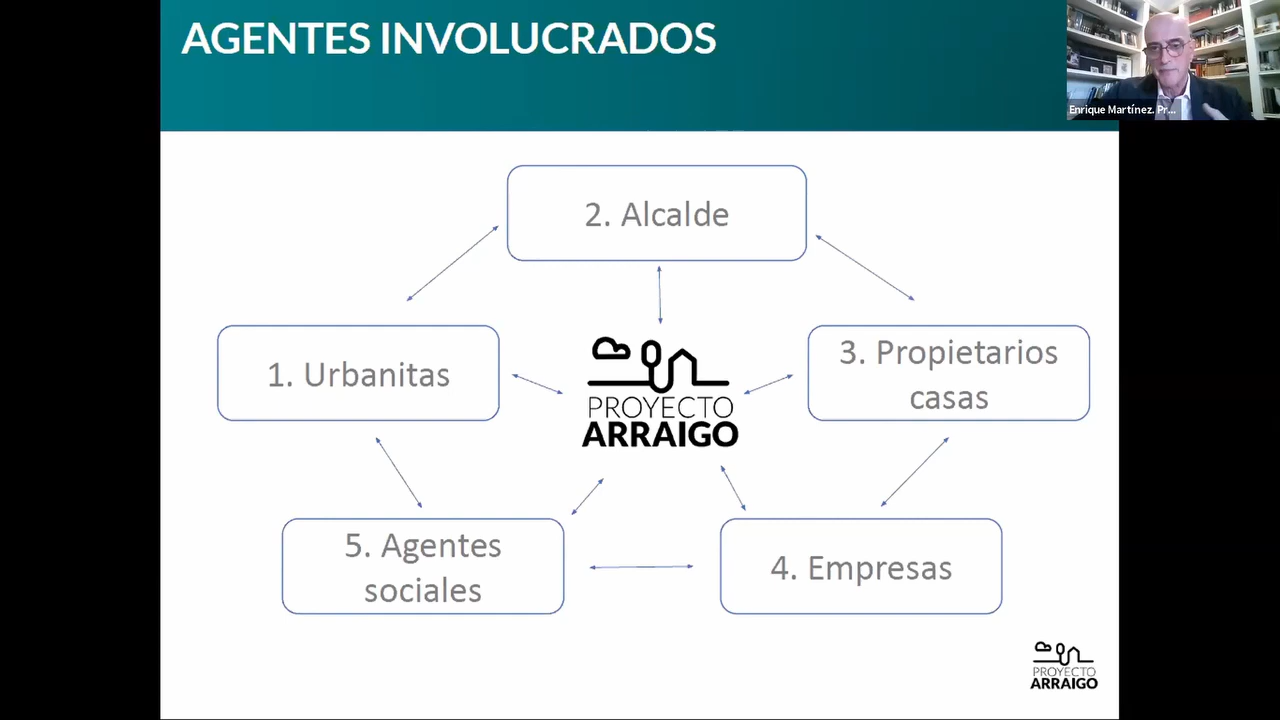 AGENTES INVOLUCRADOS
Enrique Martínez. Pr...
2. Alcalde
1. Urbanitas
3. Propietarios
casas
PROYECTO
ARRAIGO
5. Agentes
sociales
4. Empresas
PROYECTO
ARRAIGO